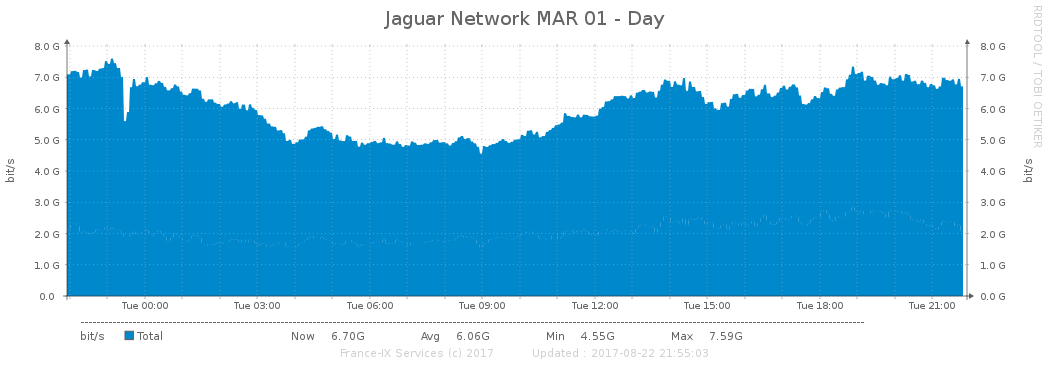 Jaguar Network MAR 01 - Day
RRDTOOL / TOBI OETIKER
bit/s
8.0 G 8.0 G
7.0 G 7.0 G
6.0 G 6.0 G
5.0 G 5.0 G
4.0 G 4.0 G
3.0 G 3.0 G
2.0 G 2.0 G
1.0 G 1.0 G
0.0 0.0 G
bit/s
Tue 00:00 Tue 03:00 Tue 06:00 Tue 09:00 Tue 12:00 Tue 15:00 Tue 18:00 Tue 21:00
bit/s Total Now 6.70G Avg 6.06G Min 4.55G Max 7.59G
France-IX Services (c) 2017 Updated : 2017-08-22 21:55:03